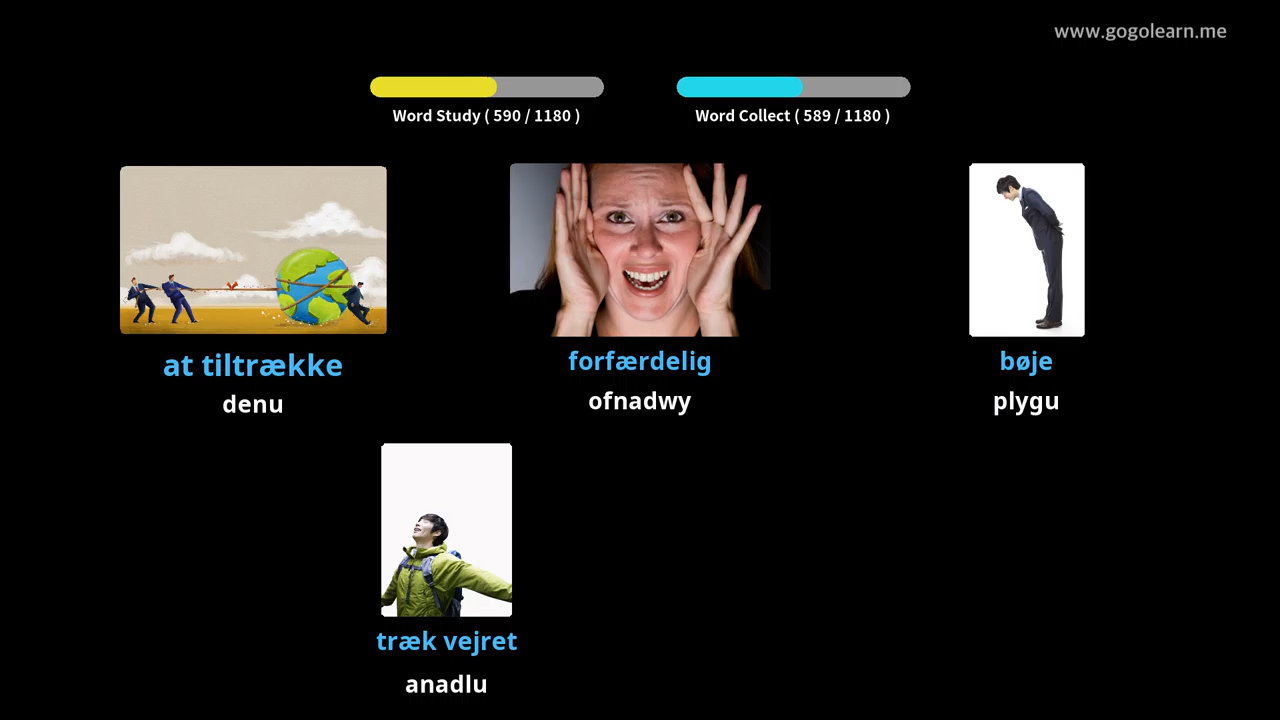 www.gogolearn.me
Word Study ( 590 / 1180 )
Word Collect ( 589 / 1180 )
at tiltrække
denu
forfærdelig
ofnadwy
bøje
plygu
træk vejret
anadlu